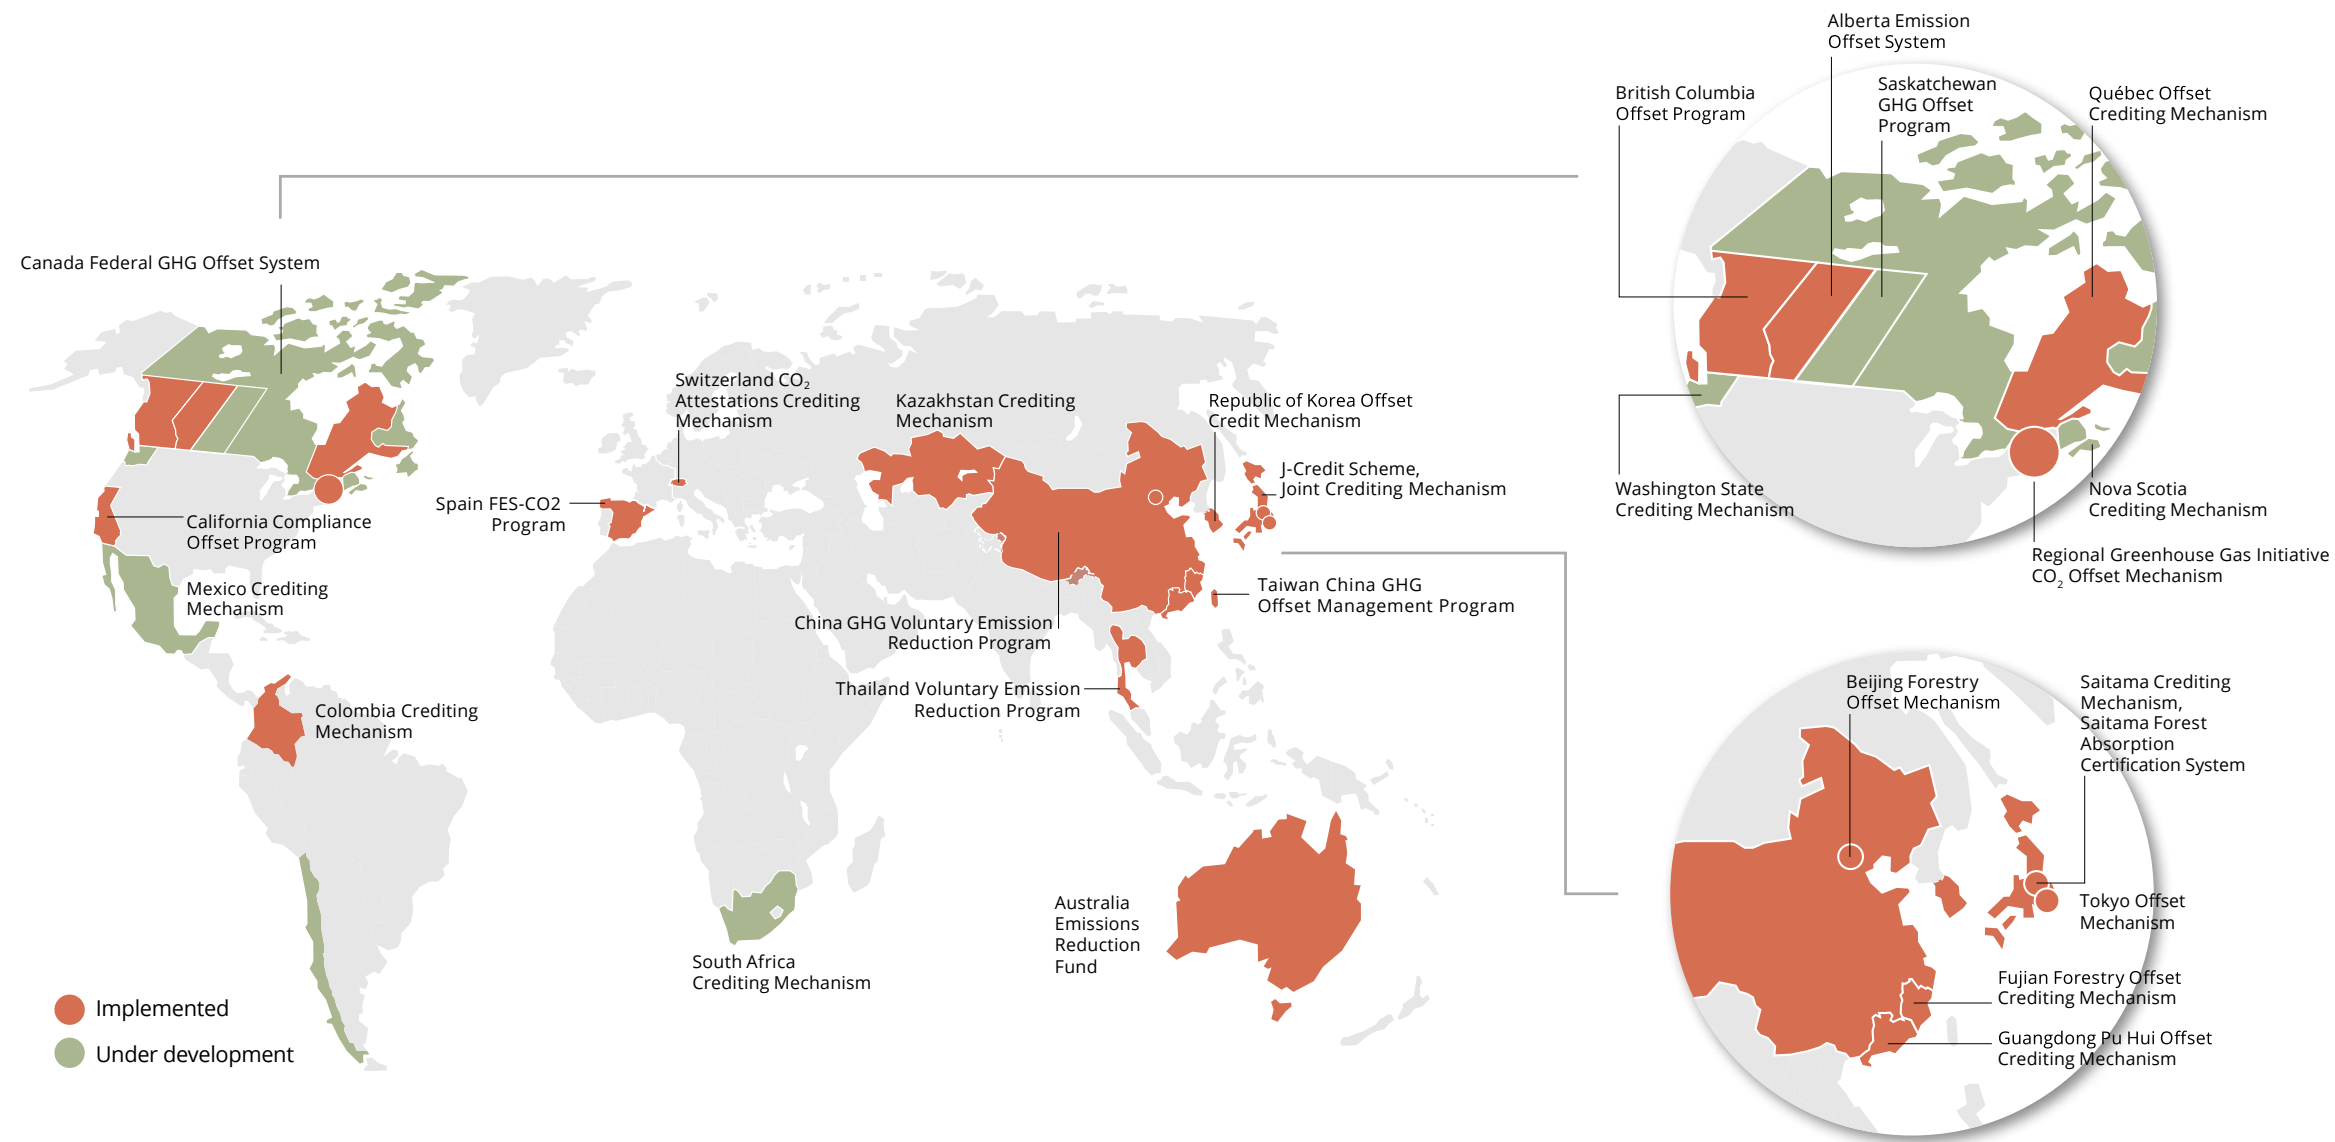 Alberta Emission
Offset System
British Columbia
Offset Program
Saskatchewan
GHG Offset
Program
Québec Offset
Crediting Mechanism
Canada Federal GHG Offset System
Switzerland CO2
Attestations Crediting
Mechanism
Kazakhstan Crediting
Mechanism
Republic of Korea Offset
Credit Mechanism
J-Credit Scheme,
Joint Crediting Mechanism
Spain FES-CO2
Program
California Compliance
Offset Program
Washington State
Crediting Mechanism
Nova Scotia
Crediting Mechanism
Regional Greenhouse Gas Initiative
CO2 Offset Mechanism
Mexico Crediting
Mechanism
Taiwan China GHG
Offset Management Program
China GHG Voluntary Emission
Reduction Program
Thailand Voluntary Emission
Reduction Program
Colombia Crediting
Mechanism
Beijing Forestry
Offset Mechanism
Saitama Crediting
Mechanism,
Saitama Forest
Absorption
Certification System
Tokyo Offset
Mechanism
Australia
Emissions
Reduction
Fund
South Africa
Crediting Mechanism
Fujian Forestry Offset
Crediting Mechanism
Guangdong Pu Hui Offset
Crediting Mechanism
Implemented
Under development